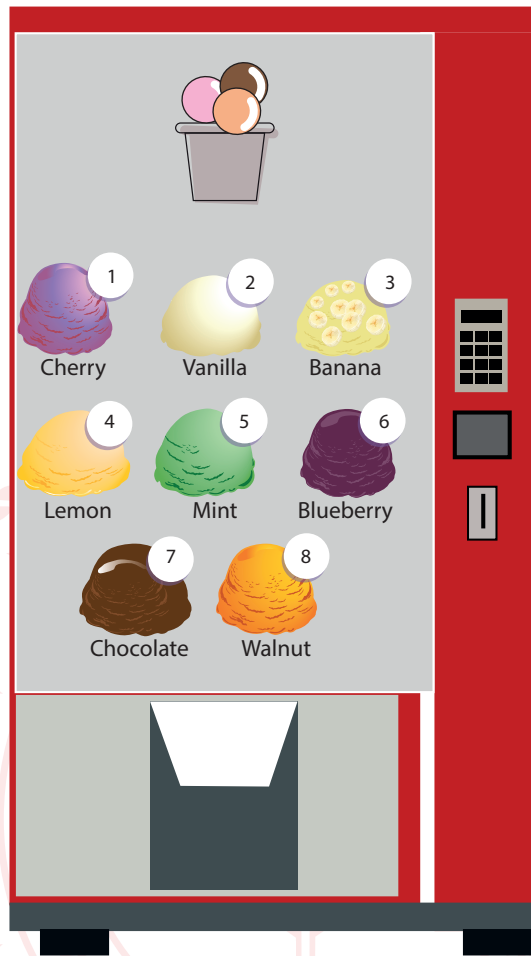 1 2 3
Cherry Vanilla Banana
4 5 6
Lemon Mint Blueberry
7 8
Chocolate Walnut